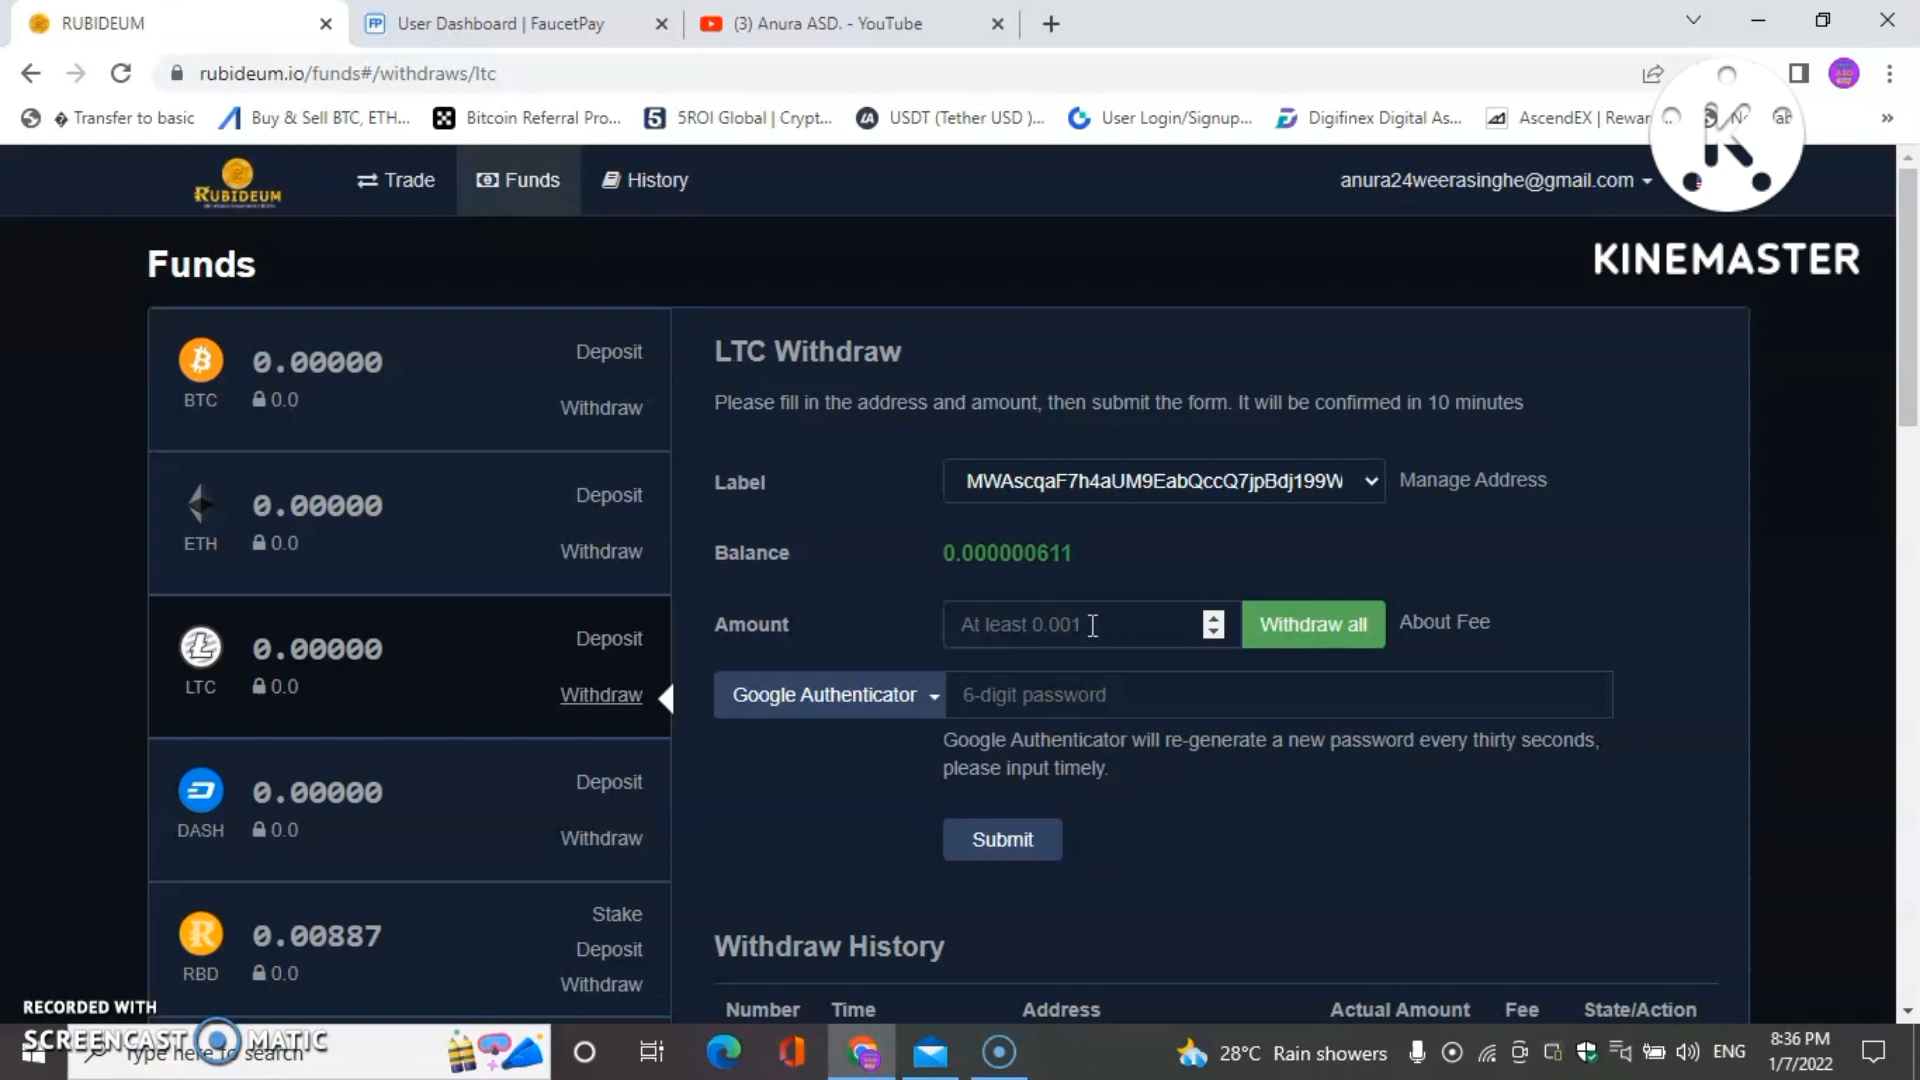 RUBIDEUM
User Dashboard | FaucetPay
(3) Anura ASD. - YouTube
rubideum.io/funds#/withdraws/ltc
Transfer to basic
Buy & Sell BTC, ETH...
Bitcoin Referral Pro...
5ROI Global | Crypt...
USDT (Tether USD )...
User Login/Signup...
Digifinex Digital As...
AscendEX | Rewar
RUBIDEUM
Trade
Funds
History
anura24weerasinghe@gmail.com
K
KINEMASTER
Funds
0.00000
BTC
0.0
Deposit
Withdraw
0.00000
ETH
0.0
Deposit
Withdraw
0.00000
LTC
0.0
Deposit
Withdraw
0.00000
DASH
0.0
Deposit
Withdraw
0.00887
RBD
0.0
Stake
Deposit
Withdraw
LTC Withdraw
Please fill in the address and amount, then submit the form. It will be confirmed in 10 minutes
Label
MWAscqaF7h4aUM9EabQccQ7jpBdj199W
Manage Address
Balance
0.000000611
Amount
At least 0.001
Withdraw all
About Fee
Google Authenticator
6-digit password
Google Authenticator will re-generate a new password every thirty seconds,
please input timely.
Submit
Withdraw History
Number Time Address Actual Amount Fee State/Action
RECORDED WITH
SCREENCAST MATIC
Type here to search
28°C Rain showers
ENG
8:36 PM
1/7/2022